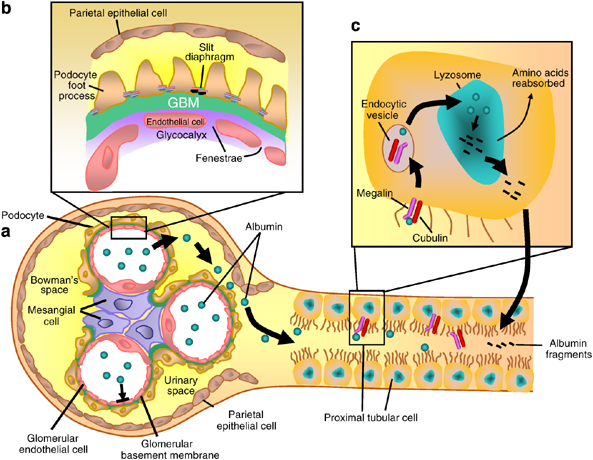 b
Parietal epithelial cell
Slit
diaphragm
Podocyte
foot
process
GBM
Endothelial cell
Glycocalyx
Fenestrae
c
Lyzosome
Amino acids
reabsorbed
Endocytic
vesicle
Megalin
Cubulin
Podocyte
a
Albumin
Bowman's
space
Mesangial
cell
Urinary
space
Glomerular
endothelial cell
Glomerular
basement membrane
Parietal
epithelial cell
Proximal tubular cell
Albumin
fragments